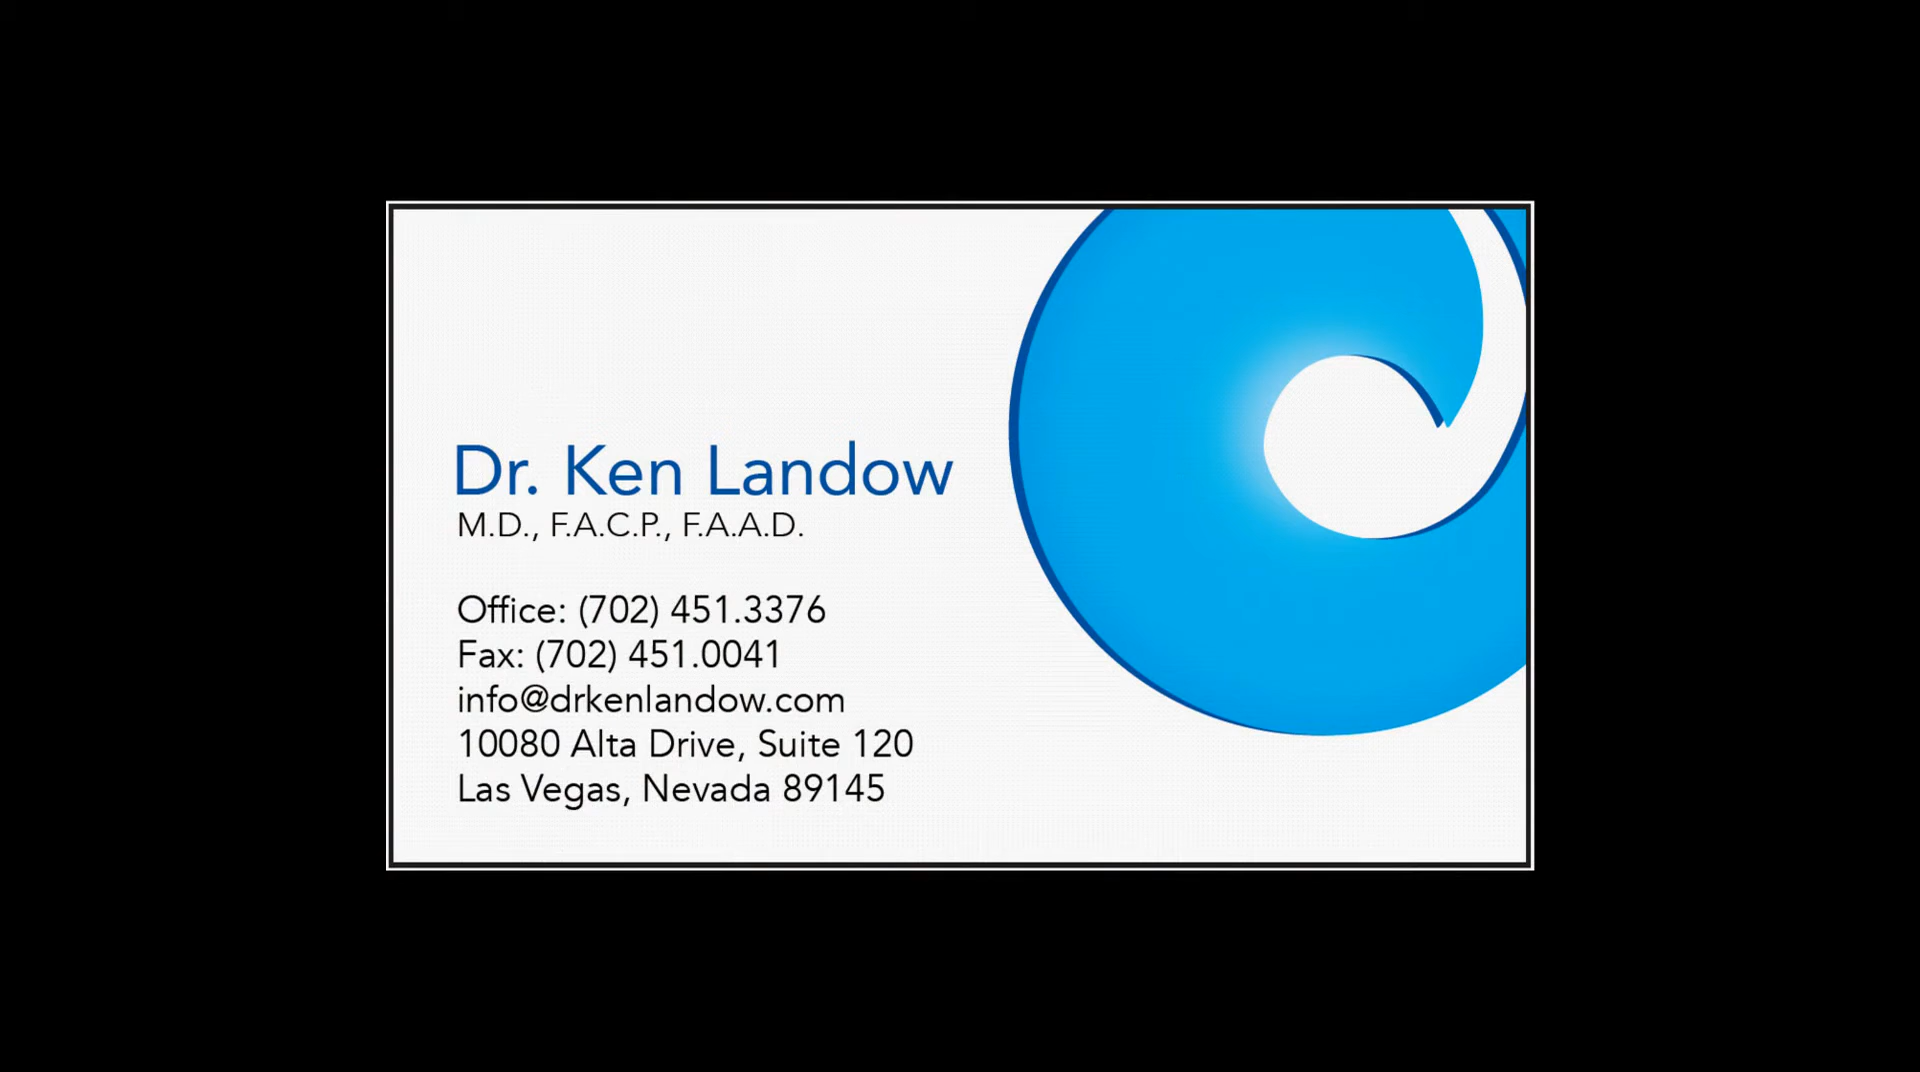 Dr. Ken Landow
M.D., F.A.C.P., F.A.A.D.
Office: (702) 451.3376
Fax: (702) 451.0041
info@drkenlandow.com
10080 Alta Drive, Suite 120
Las Vegas, Nevada 89145